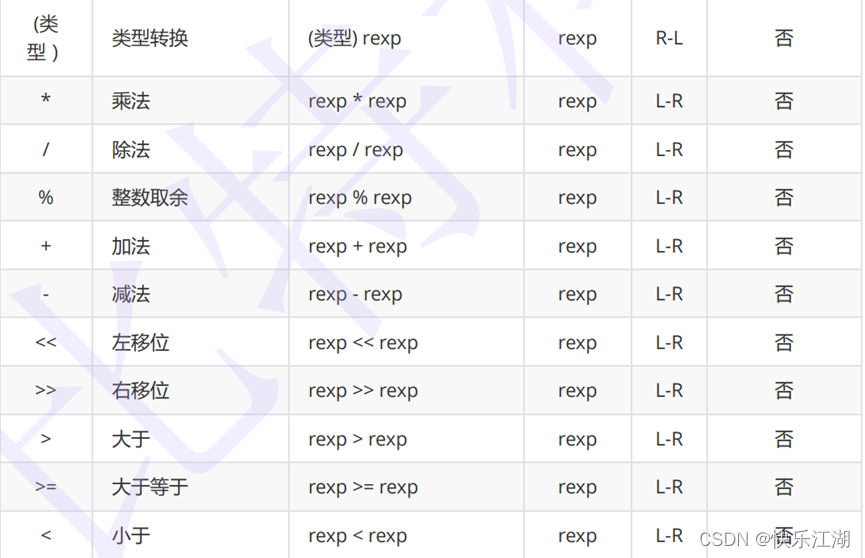 (类型 ) 类型转换 (类型) rexp rexp R-L 否
* 乘法 rexp * rexp rexp L-R 否
/ 除法 rexp / rexp rexp L-R 否
% 整数取余 rexp % rexp rexp L-R 否
+ 加法 rexp + rexp rexp L-R 否
- 减法 rexp - rexp rexp L-R 否
<< 左移位 rexp << rexp rexp L-R 否
>> 右移位 rexp >> rexp rexp L-R 否
> 大于 rexp > rexp rexp L-R 否
>= 大于等于 rexp >= rexp rexp L-R 否
< 小于 rexp < rexp rexp L-R 否
CSDN @快乐江湖
比特科